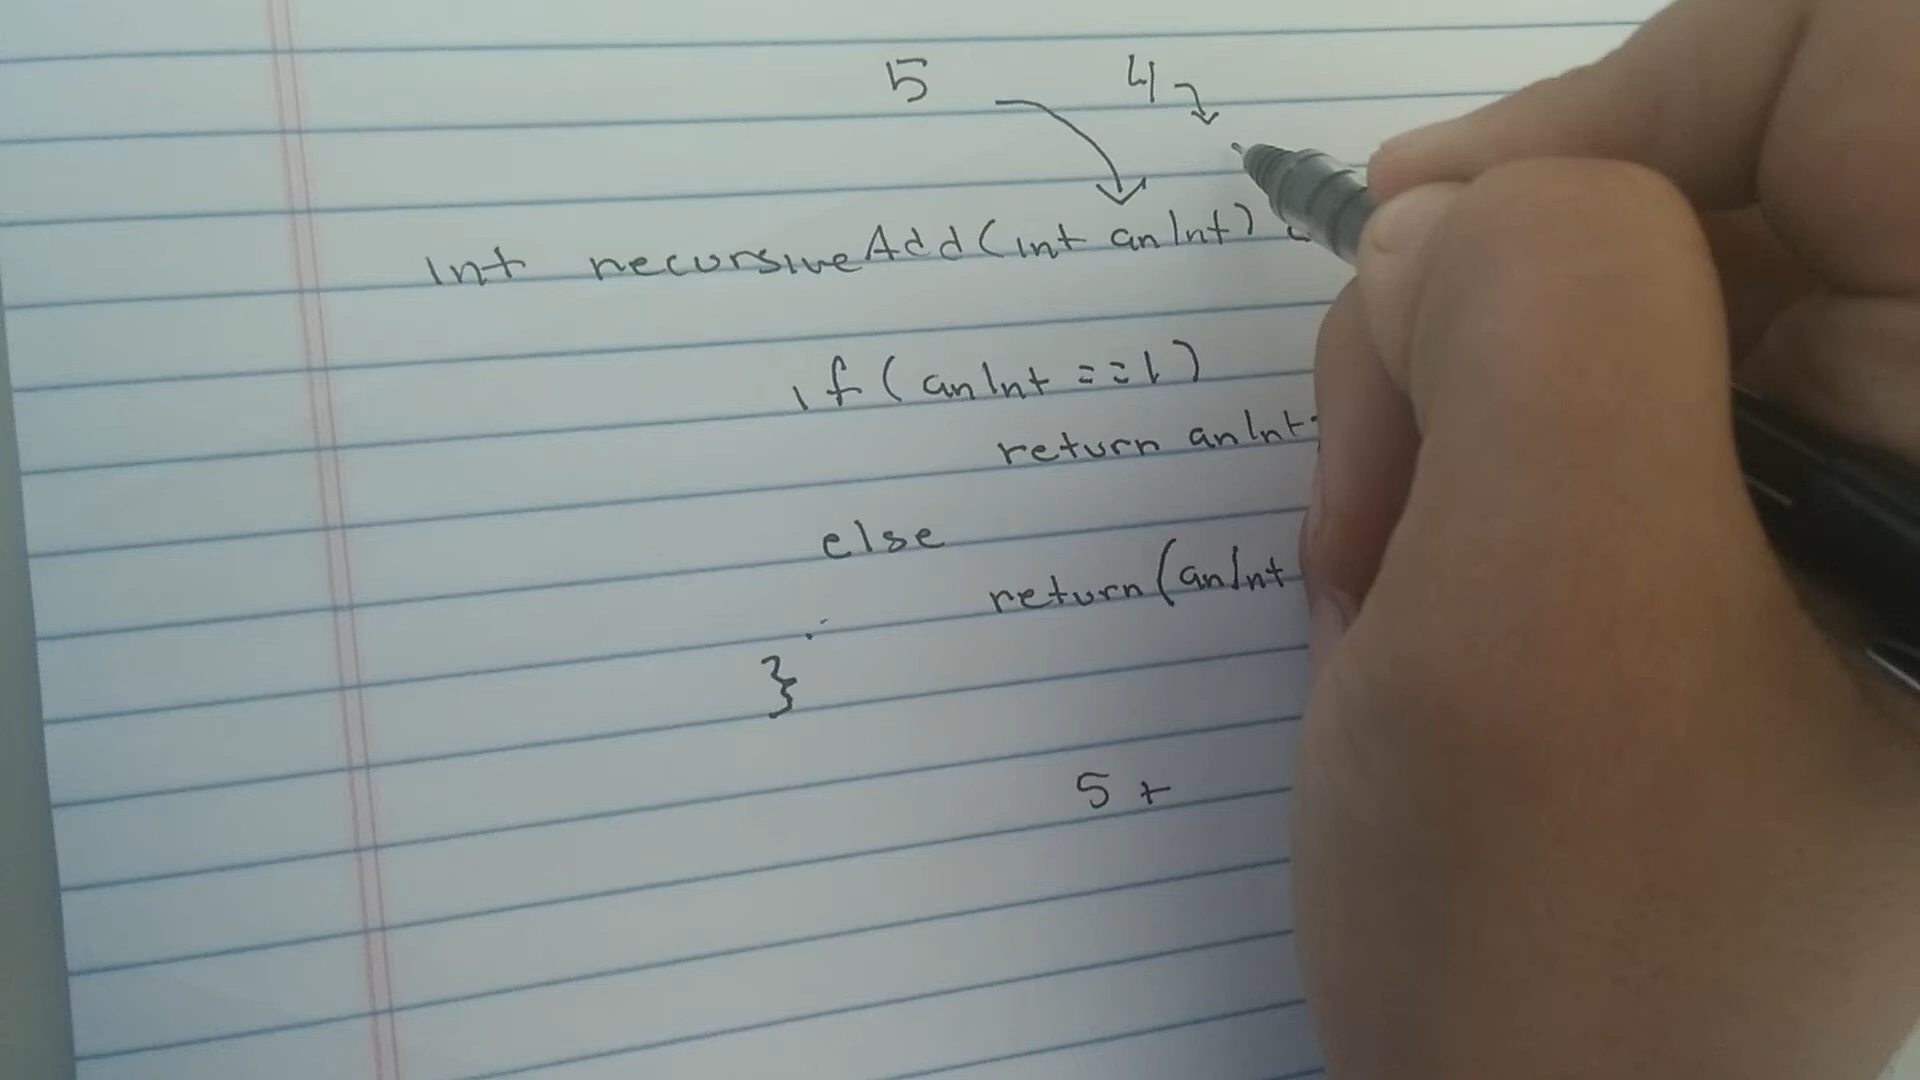 5 4
int recursiveAdd(int anInt)
if(anInt ==1)
return anInt;
else
return(anInt
}
5 +